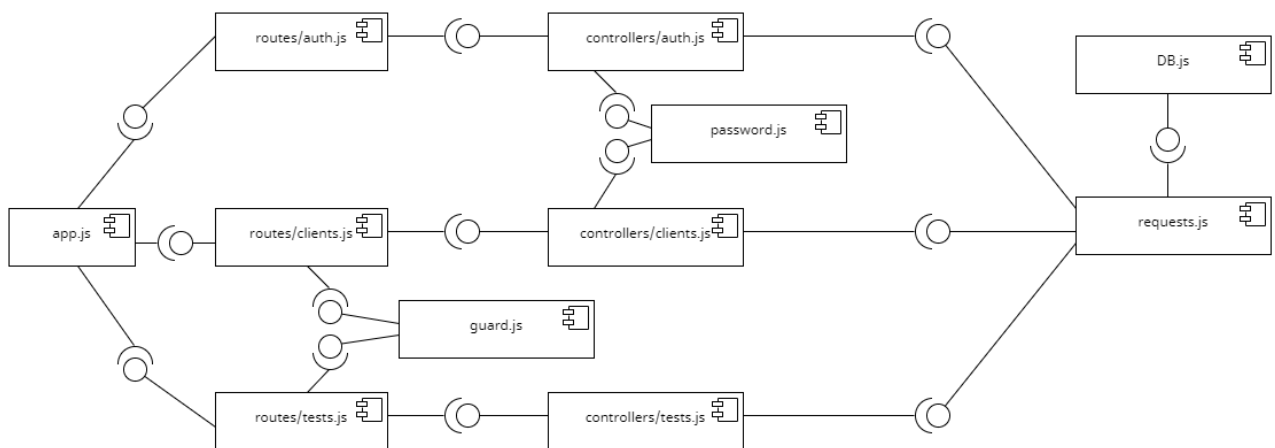 routes/auth.js
controllers/auth.js
DB.js
password.js
app.js
routes/clients.js
controllers/clients.js
requests.js
guard.js
routes/tests.js
controllers/tests.js